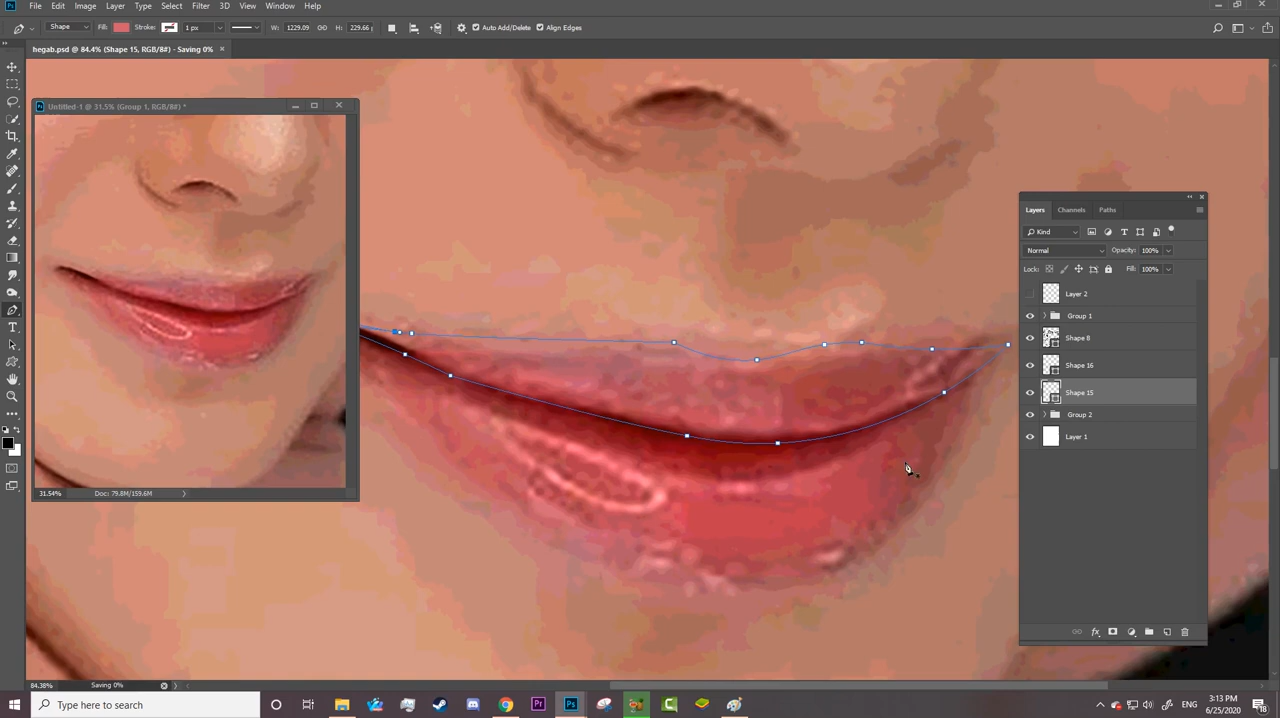 File Edit Image Layer Type Select Filter 3D View Window Help
Shape Fill: Stroke: 1 px W: 1229.09 H: 229.66 Auto Add/Delete Align Edges
hegab.psd @ 84.4% (Shape 15, RGB/8#) - Saving 0%
Untitled-1 @ 31.5% (Group 1, RGB/8#) *
Layers Channels Paths
Kind
Normal Opacity: 100%
Lock: Fill: 100%
Layer 2
Group 1
Shape 8
Shape 16
Shape 15
Group 2
Layer 1
31.54% Doc: 79.8M/159.6M
84.38% Saving 0%
Type here to search
ENG
3:13 PM
6/25/2020